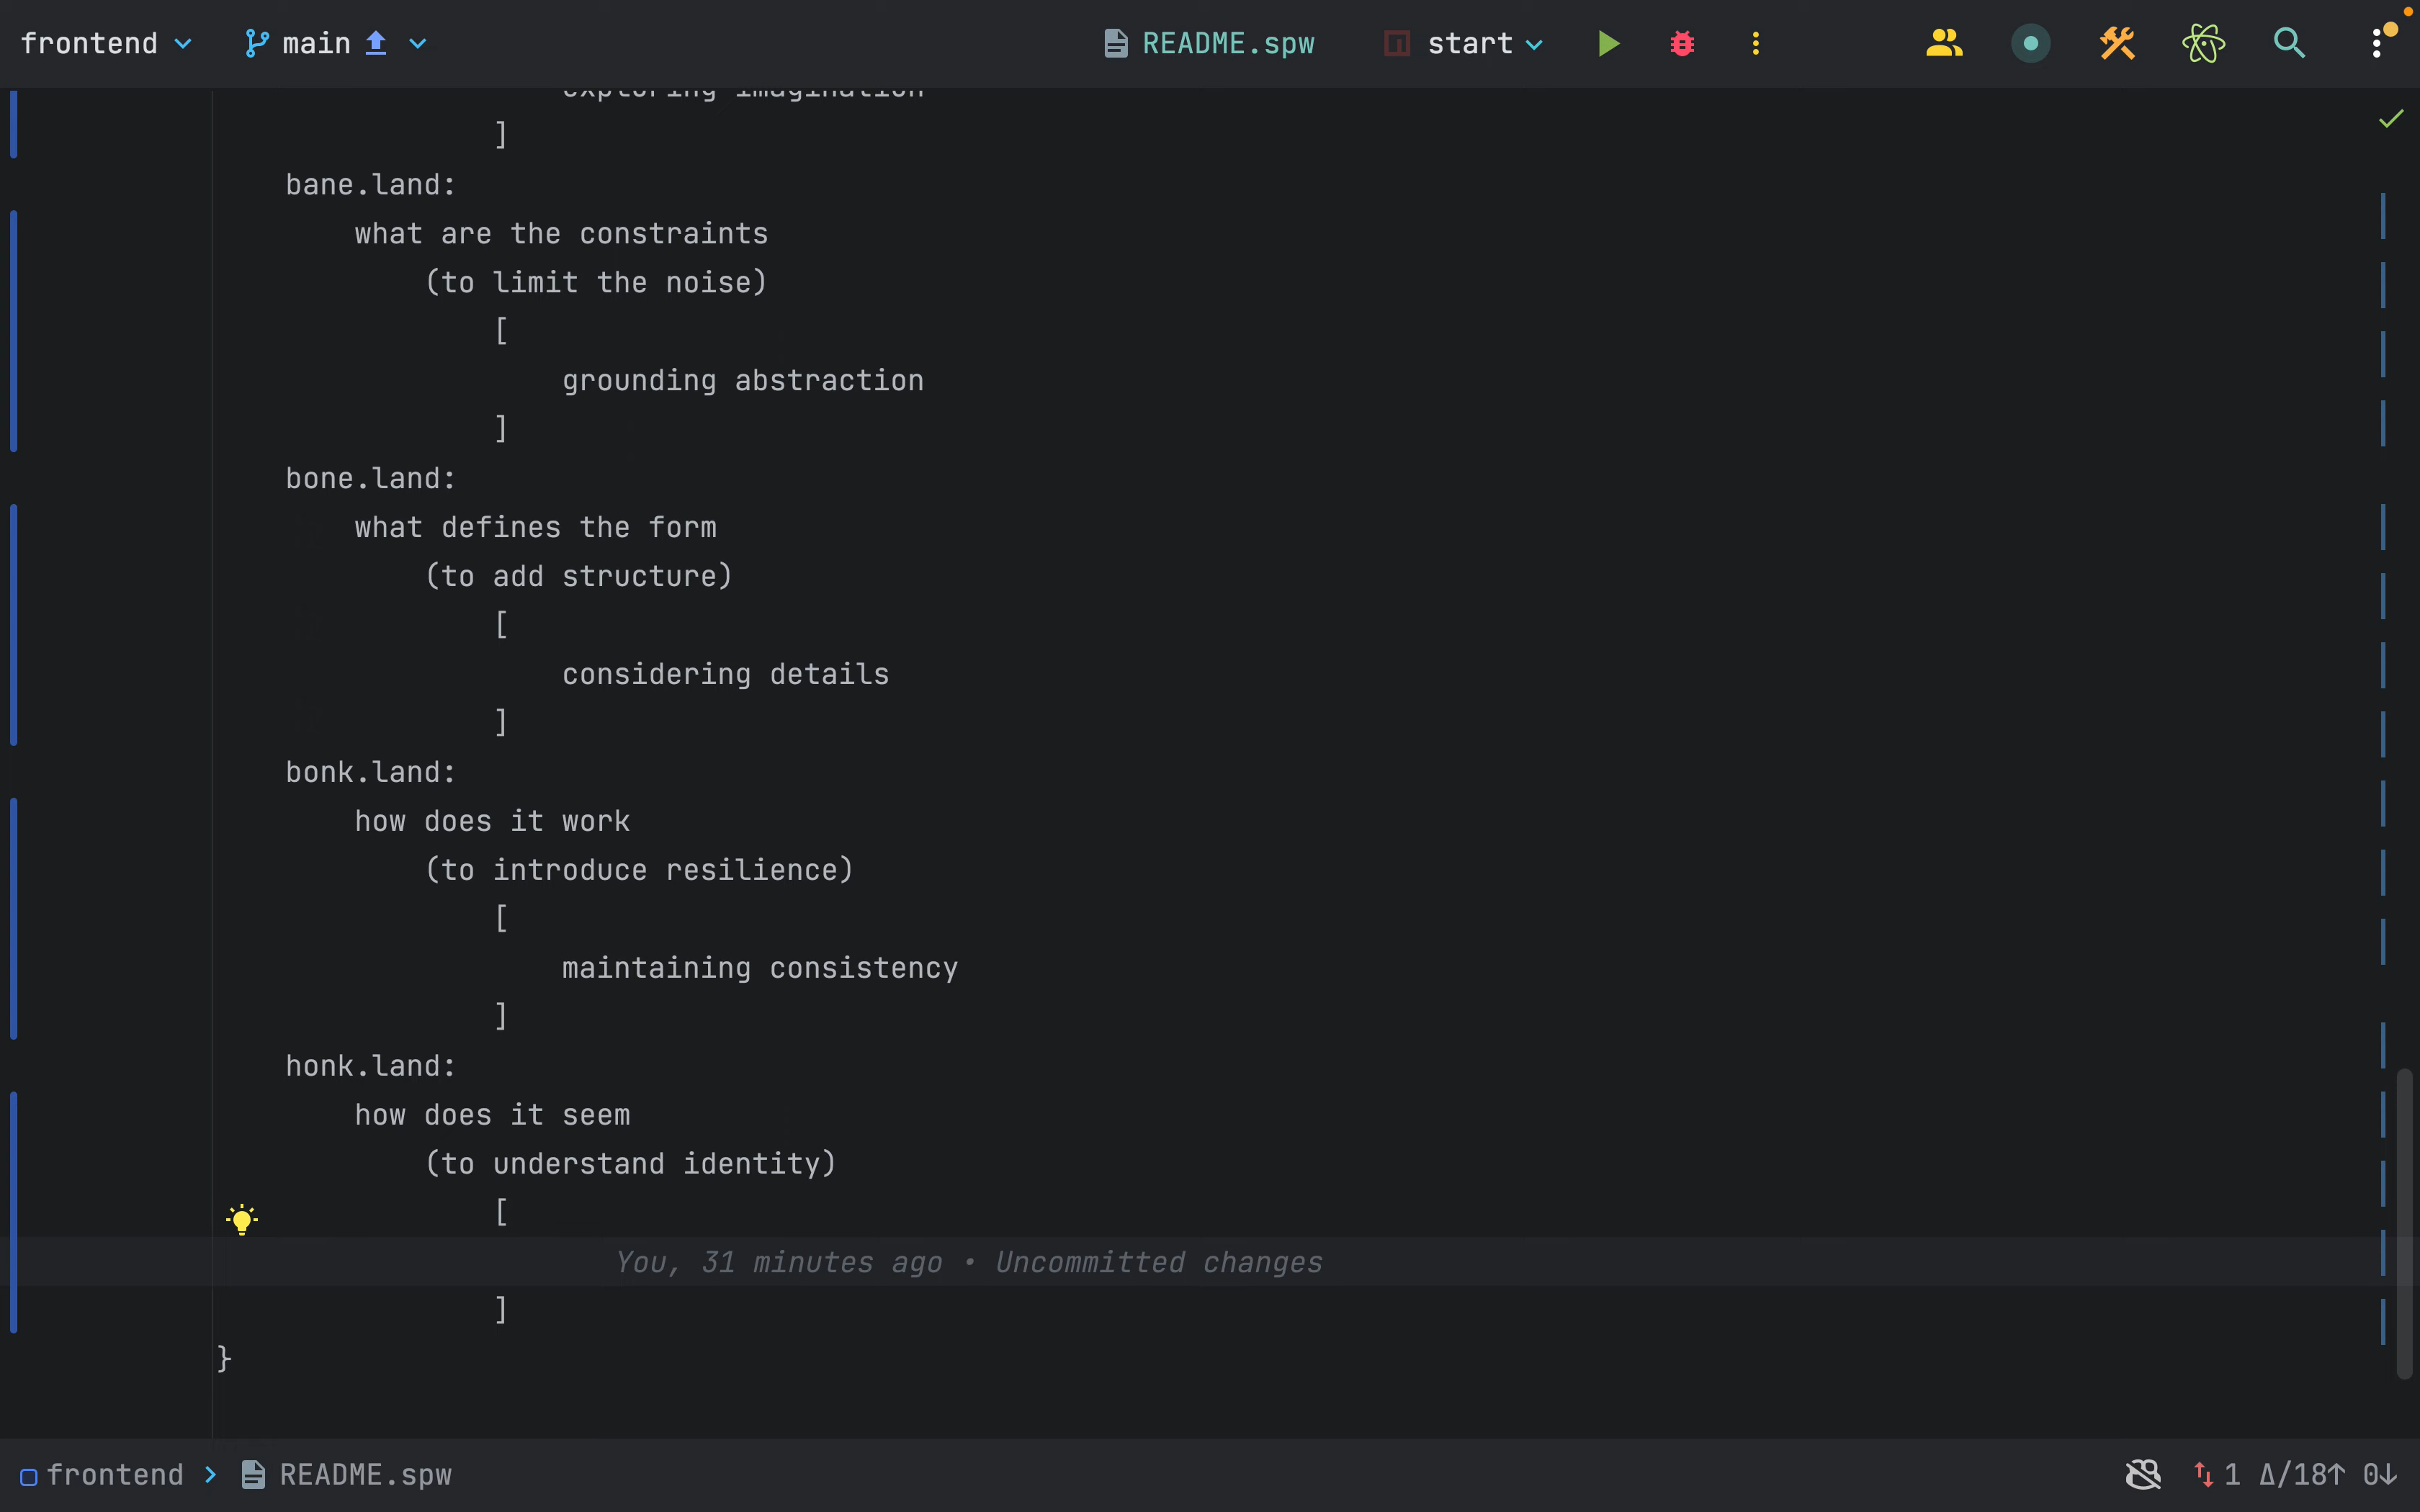 frontend main README.spw start
exploring imagination
]
bane.land:
what are the constraints
(to limit the noise)
[
grounding abstraction
]
bone.land:
what defines the form
(to add structure)
[
considering details
]
bonk.land:
how does it work
(to introduce resilience)
[
maintaining consistency
]
honk.land:
how does it seem
(to understand identity)
[
You, 31 minutes ago • Uncommitted changes
]
}
frontend > README.spw 1 Δ/18↑ 0↓